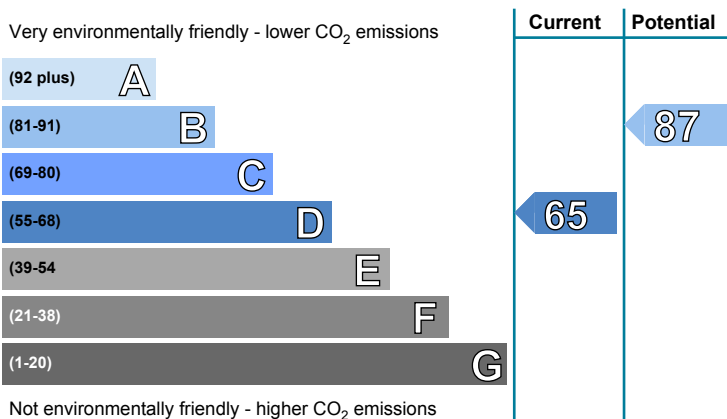 Current Potential
Very environmentally friendly - lower CO2 emissions
(92 plus) A
(81-91) B 87
(69-80) C
(55-68) D 65
(39-54 E
(21-38) F
(1-20) G
Not environmentally friendly - higher CO2 emissions